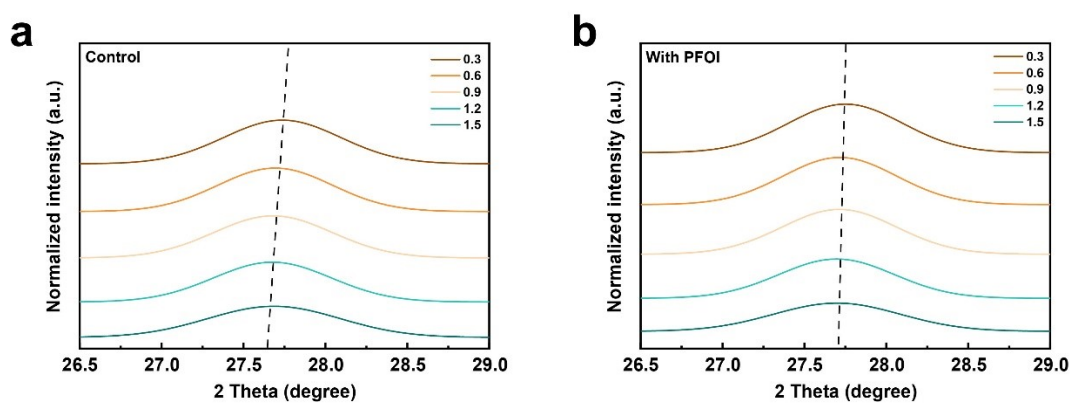 a
Control
0.3
0.6
0.9
1.2
1.5
Normalized intensity (a.u.)
26.5 27.0 27.5 28.0 28.5 29.0
2 Theta (degree)
b
With PFOI
0.3
0.6
0.9
1.2
1.5
Normalized intensity (a.u.)
26.5 27.0 27.5 28.0 28.5 29.0
2 Theta (degree)